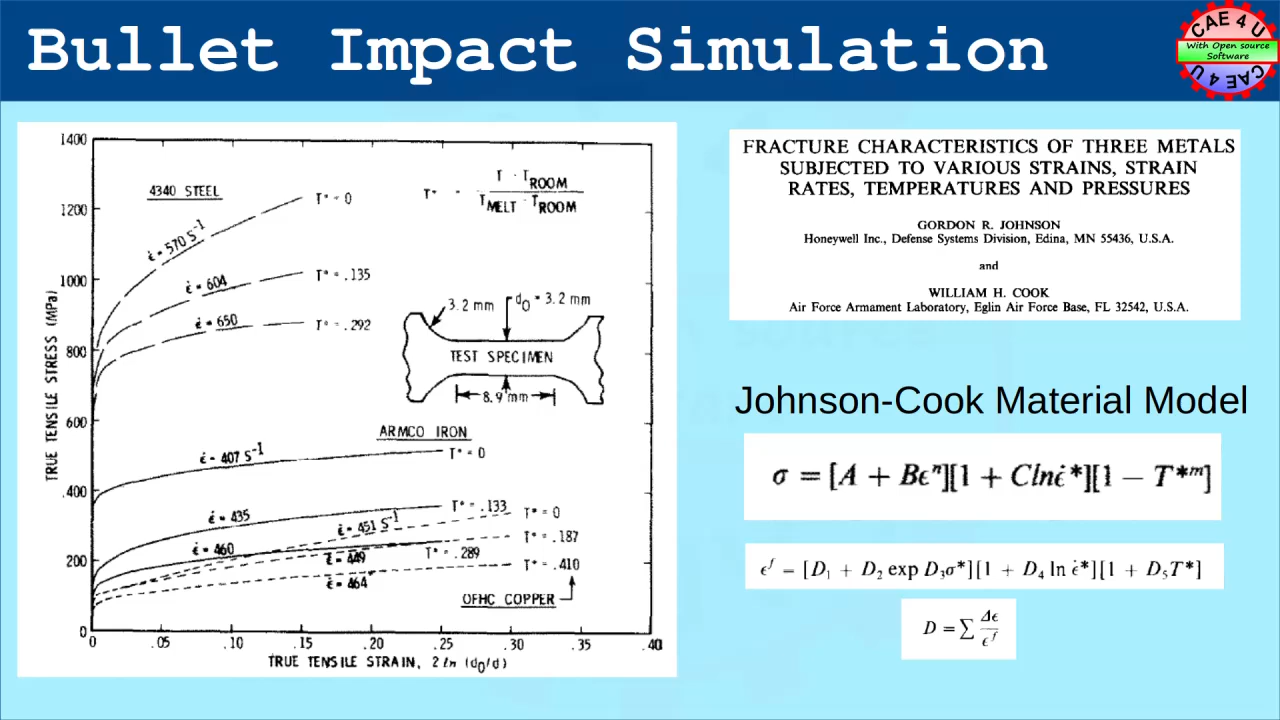 Bullet Impact Simulation
CAE 4 U
With Open source
Software
CAE 4 U
1400
1200
1000
800
600
400
200
0
TRUE TENSILE STRESS (MPa)
4340 STEEL
T* = 0
T* - T - TROOM
TMELT - TROOM
ε̇ = 570 S⁻¹
ε̇ = 604
T* = .135
ε̇ = 650
T* = .292
3.2 mm
d₀ = 3.2 mm
TEST SPECIMEN
8.9 mm
ARMCO IRON
ε̇ = 407 S⁻¹
T* = 0
ε̇ = 435
T* = .133
T* = 0
ε̇ = 451 S⁻¹
ε̇ = 460
T* = .187
ε̇ = 449
T* = .289
T* = .410
ε̇ = 464
OFHC COPPER
0 .05 .10 .15 .20 .25 .30 .35 .40
TRUE TENSILE STRAIN, 2 ln (d₀/d)
FRACTURE CHARACTERISTICS OF THREE METALS
SUBJECTED TO VARIOUS STRAINS, STRAIN
RATES, TEMPERATURES AND PRESSURES
GORDON R. JOHNSON
Honeywell Inc., Defense Systems Division, Edina, MN 55436, U.S.A.
and
WILLIAM H. COOK
Air Force Armament Laboratory, Eglin Air Force Base, FL 32542, U.S.A.
Johnson-Cook Material Model
σ = [A + Bϵⁿ][1 + Clnϵ̇*][1 − T*ᵐ]
ϵᶠ = [D₁ + D₂ exp D₃σ*][1 + D₄ ln ϵ̇*][1 + D₅T*]
D = ∑ Δϵ/ϵᶠ